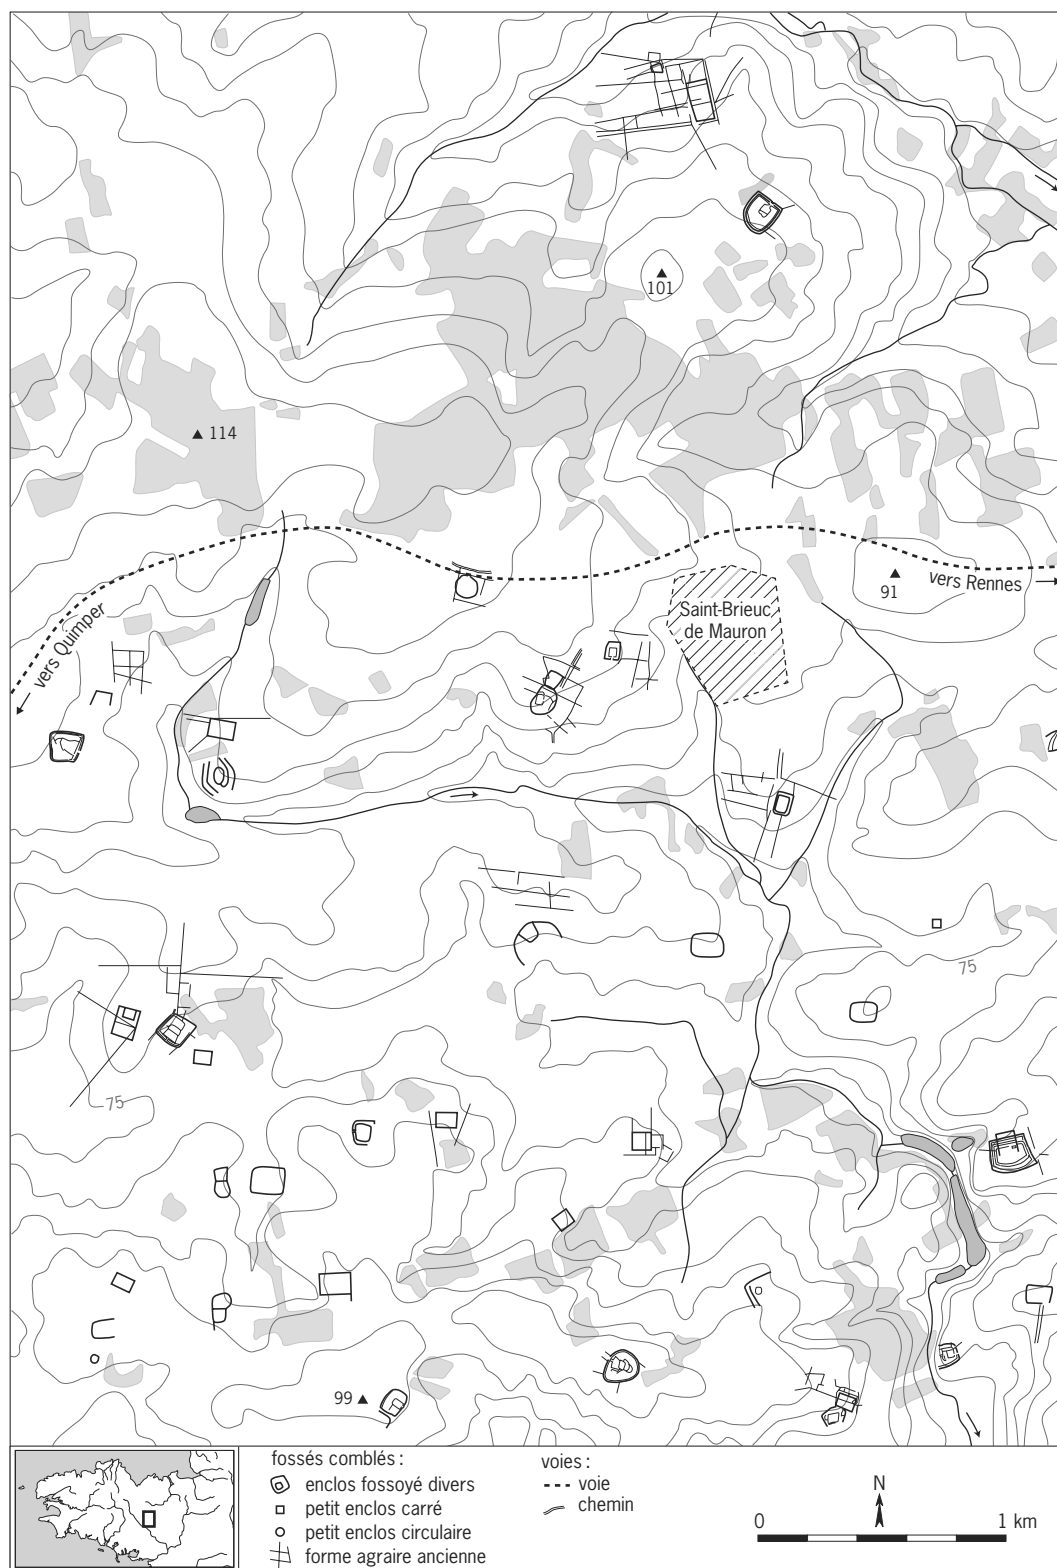 101
114
vers Rennes
91
Saint-Brieuc
de Mauron
vers Quimper
75
75
99
fossés comblés :
enclos fossoyé divers
petit enclos carré
petit enclos circulaire
forme agraire ancienne
voies :
voie
chemin
N
0
1 km